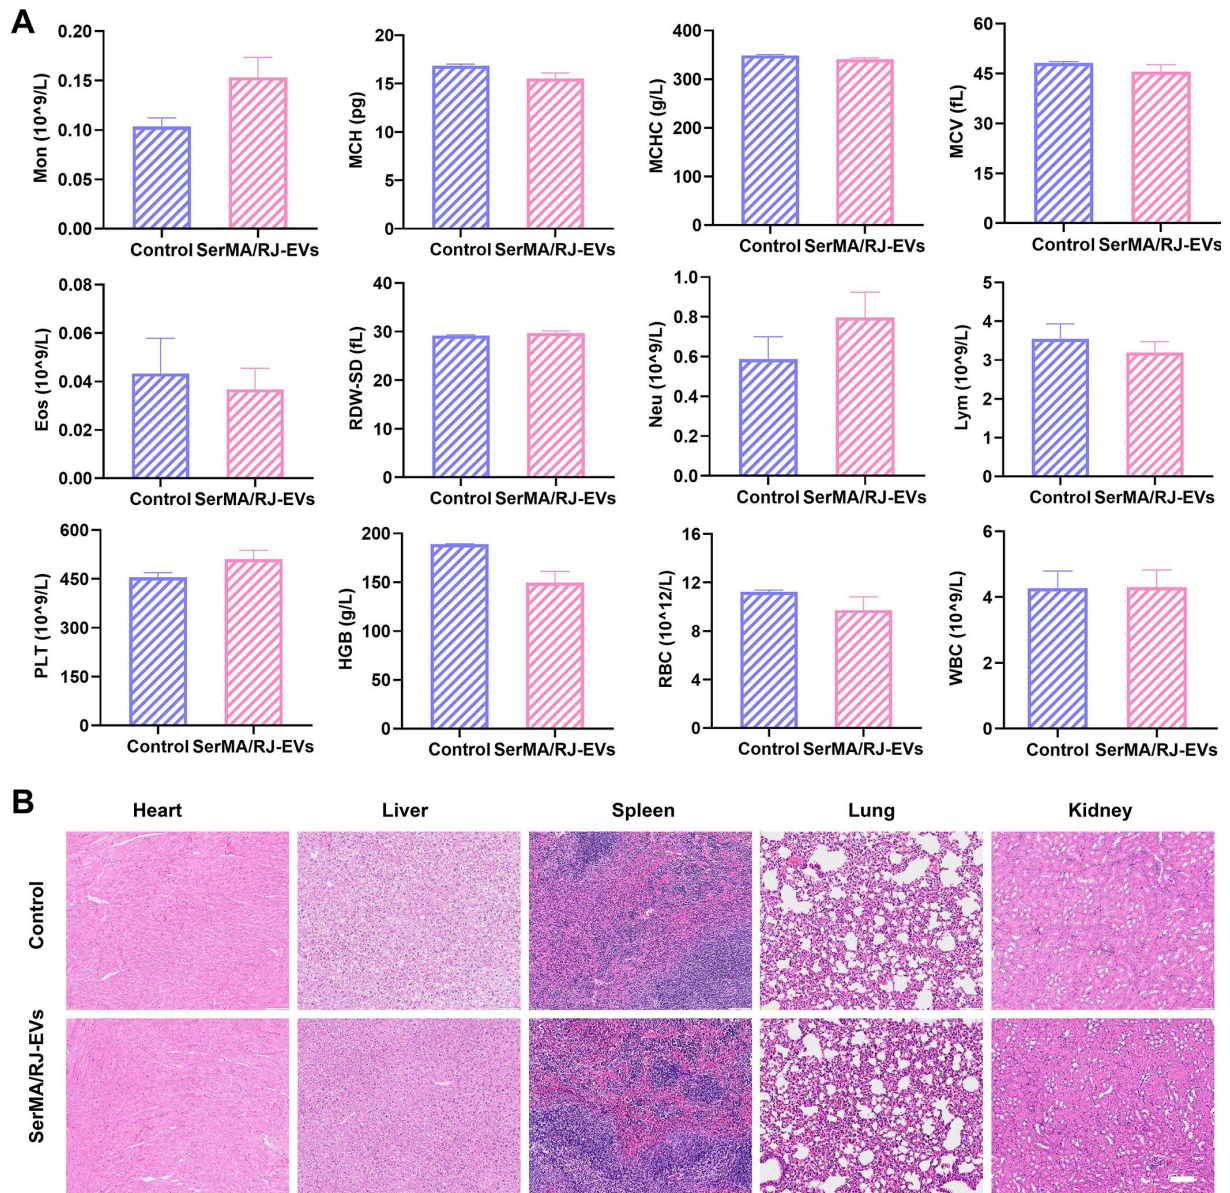 A
Mon (10^9/L)
0.20
0.15
0.10
0.05
0.00
Control SerMA/RJ-EVs
MCH (pg)
20
15
10
5
0
Control SerMA/RJ-EVs
MCHC (g/L)
400
300
200
100
0
Control SerMA/RJ-EVs
MCV (fL)
60
45
30
15
0
Control SerMA/RJ-EVs
Eos (10^9/L)
0.08
0.06
0.04
0.02
0.00
Control SerMA/RJ-EVs
RDW-SD (fL)
40
30
20
10
0
Control SerMA/RJ-EVs
Neu (10^9/L)
1.0
0.8
0.6
0.4
0.2
0.0
Control SerMA/RJ-EVs
Lym (10^9/L)
5
4
3
2
1
0
Control SerMA/RJ-EVs
PLT (10^9/L)
600
450
300
150
0
Control SerMA/RJ-EVs
HGB (g/L)
200
150
100
50
0
Control SerMA/RJ-EVs
RBC (10^12/L)
16
12
8
4
0
Control SerMA/RJ-EVs
WBC (10^9/L)
6
4
2
0
Control SerMA/RJ-EVs
B
Heart Liver Spleen Lung Kidney
Control
SerMA/RJ-EVs